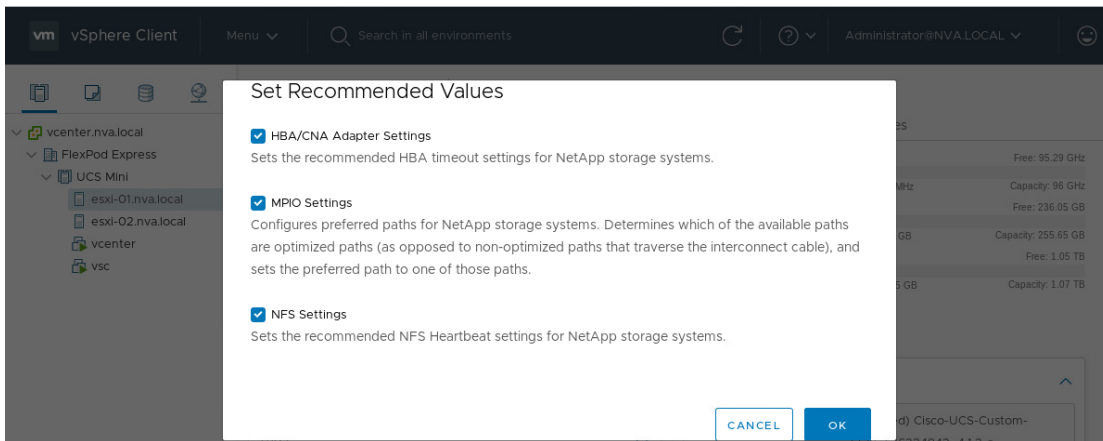 vm vSphere Client Menu Search in all environments Administrator@NVA.LOCAL
Set Recommended Values
vcenter.nva.local
FlexPod Express
UCS Mini
esxi-01.nva.local
esxi-02.nva.local
vcenter
vsc
HBA/CNA Adapter Settings
Sets the recommended HBA timeout settings for NetApp storage systems.
MPIO Settings
Configures preferred paths for NetApp storage systems. Determines which of the available paths
are optimized paths (as opposed to non-optimized paths that traverse the interconnect cable), and
sets the preferred path to one of those paths.
NFS Settings
Sets the recommended NFS Heartbeat settings for NetApp storage systems.
CANCEL OK
Free: 95.29 GHz
MHz Capacity: 96 GHz
Free: 236.05 GB
GB Capacity: 255.65 GB
Free: 1.05 TB
GB Capacity: 1.07 TB
ed) Cisco-UCS-Custom-